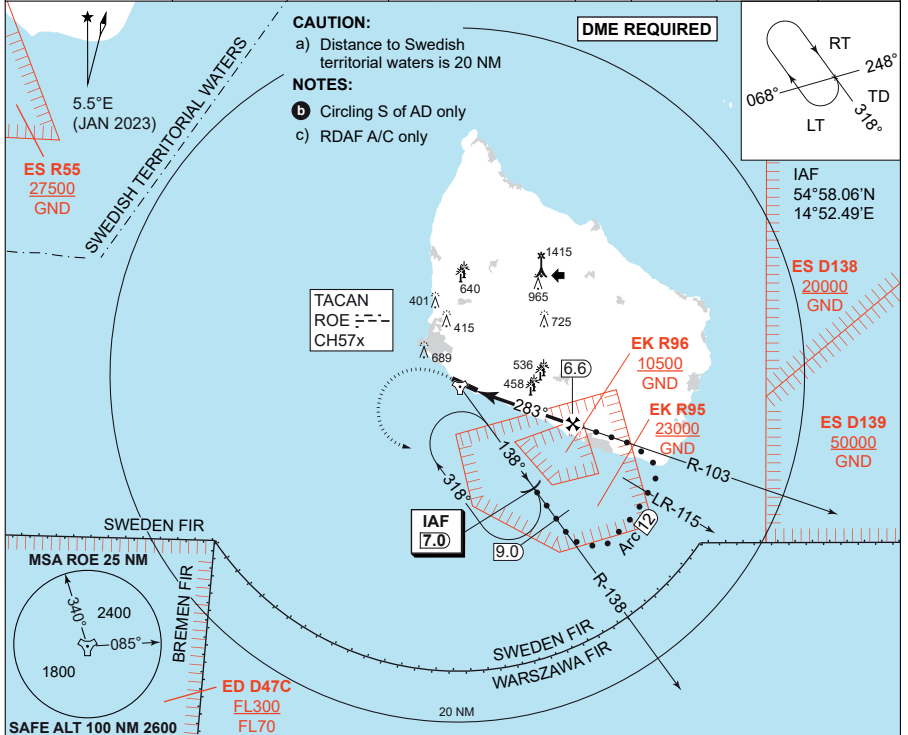 CAUTION:
a) Distance to Swedish
territorial waters is 20 NM
NOTES:
b Circling S of AD only
c) RDAF A/C only
DME REQUIRED
RT
248°
068°
TD
LT
318°
5.5°E
(JAN 2023)
SWEDISH TERRITORIAL WATERS
ES R55
27500
GND
IAF
54°58.06'N
14°52.49'E
ES D138
20000
GND
1415
640
965
401
415
725
TACAN
ROE
CH57x
689
536
458
6.6
EK R96
10500
GND
283°
EK R95
23000
GND
ES D139
50000
GND
138°
318°
R-103
LR-115
IAF
7.0
9.0
Arc 12
R-138
SWEDEN FIR
MSA ROE 25 NM
340°
2400
085°
1800
SAFE ALT 100 NM 2600
BREMEN FIR
SWEDEN FIR
WARSZAWA FIR
ED D47C
FL300
FL70
20 NM